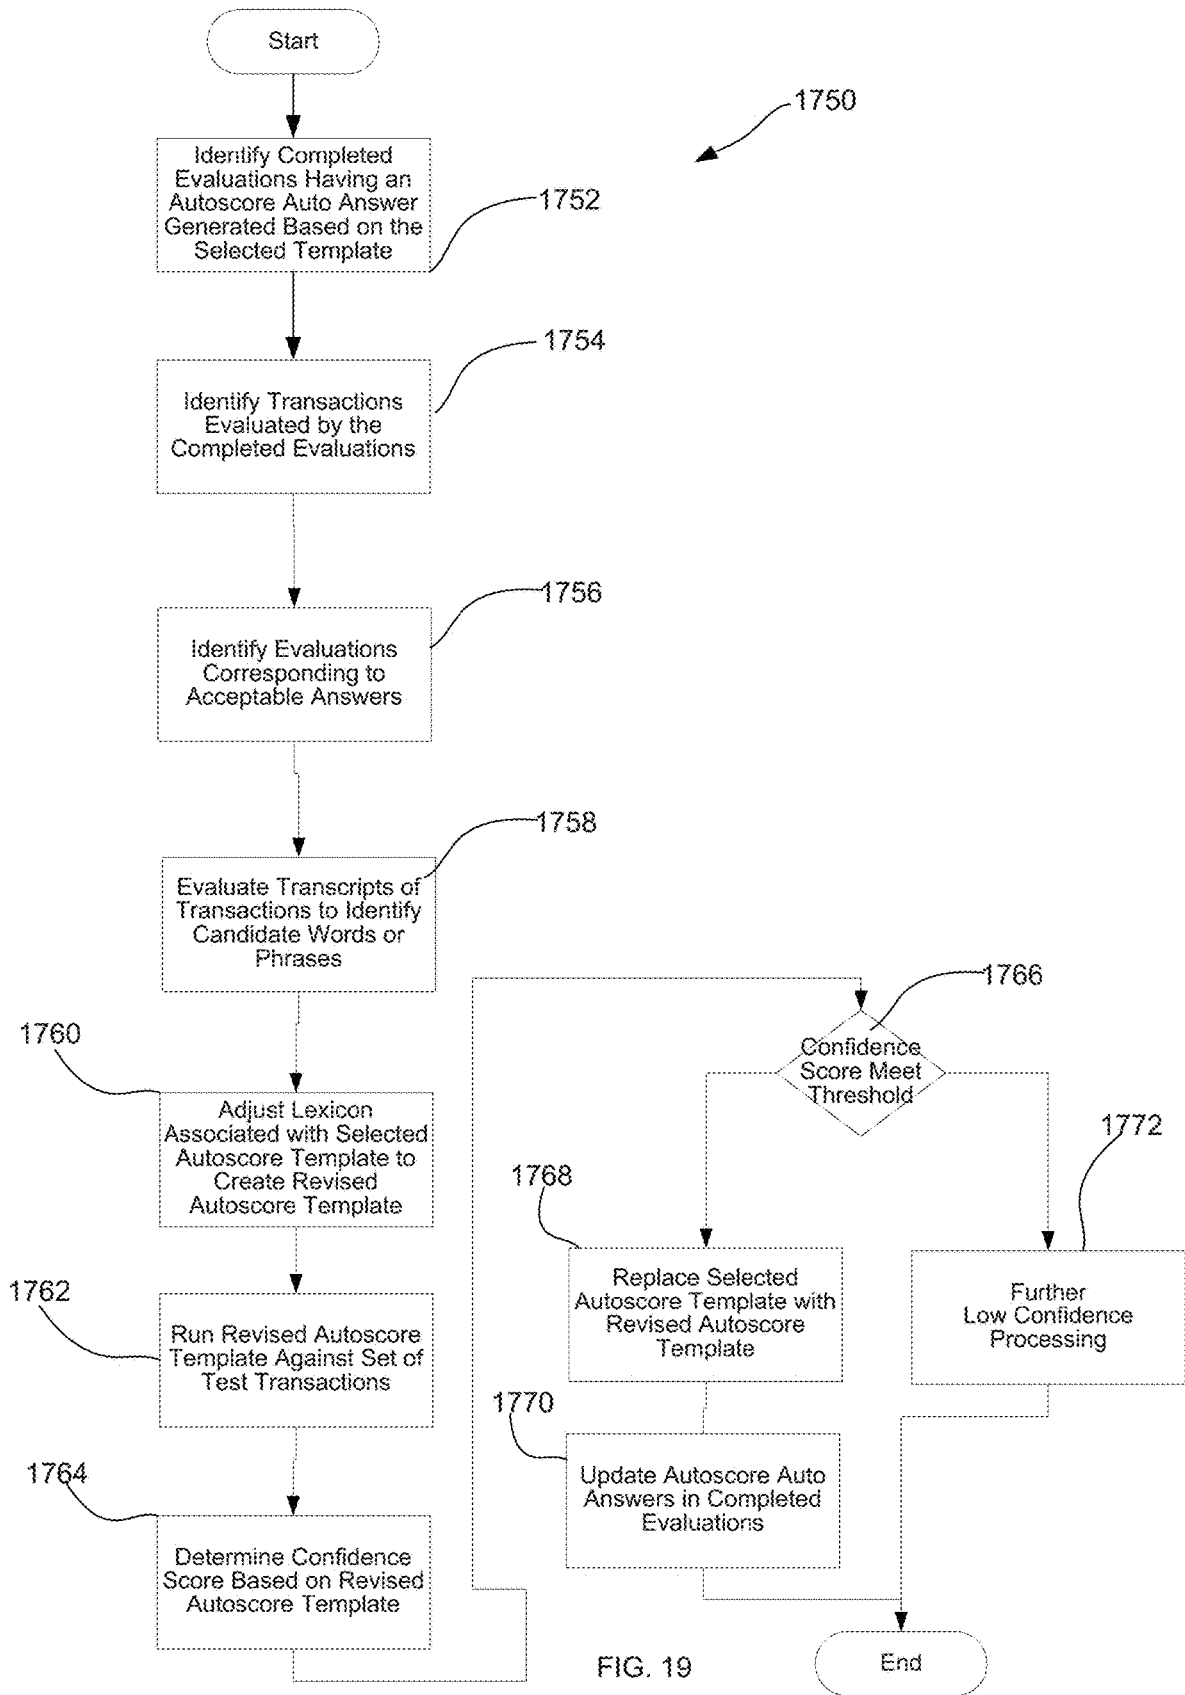 Start
1750
Identify Completed
Evaluations Having an
Autoscore Auto Answer
Generated Based on the
Selected Template
1752
1754
Identify Transactions
Evaluated by the
Completed Evaluations
1756
Identify Evaluations
Corresponding to
Acceptable Answers
1758
Evaluate Transcripts of
Transactions to Identify
Candidate Words or
Phrases
1760
Adjust Lexicon
Associated with Selected
Autoscore Template to
Create Revised
Autoscore Template
1762
Run Revised Autoscore
Template Against Set of
Test Transactions
1764
Determine Confidence
Score Based on Revised
Autoscore Template
1766
Confidence
Score Meet
Threshold
1768
Replace Selected
Autoscore Template with
Revised Autoscore
Template
1770
Update Autoscore Auto
Answers in Completed
Evaluations
1772
Further
Low Confidence
Processing
End
FIG. 19